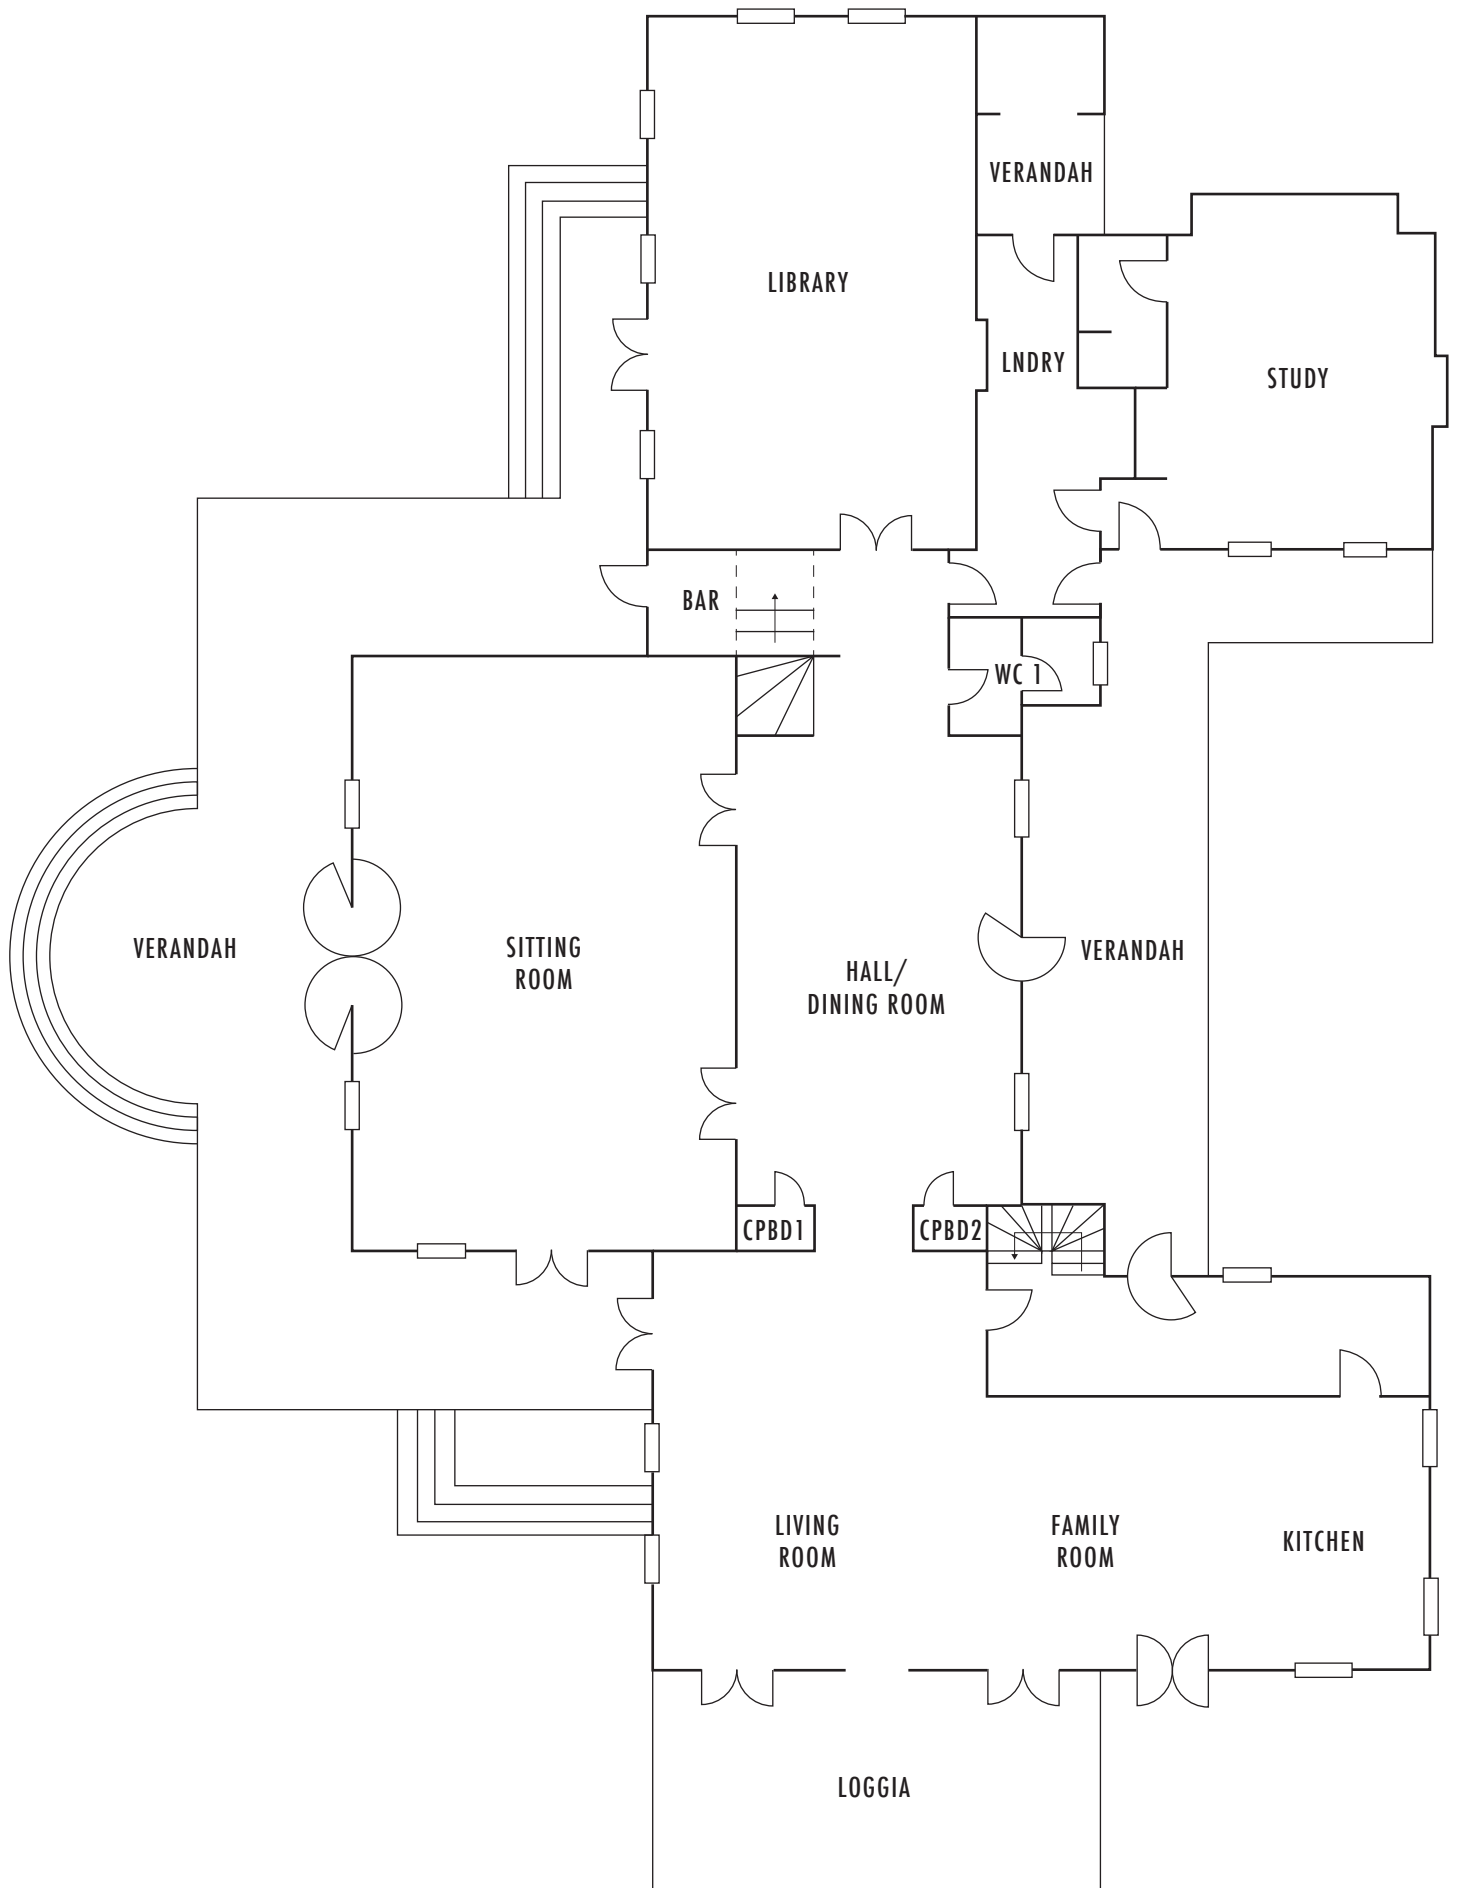 VERANDAH
LIBRARY
LNDRY
STUDY
BAR
WC 1
VERANDAH
SITTING
ROOM
HALL/
DINING ROOM
VERANDAH
CPBD1
CPBD2
LIVING
ROOM
FAMILY
ROOM
KITCHEN
LOGGIA